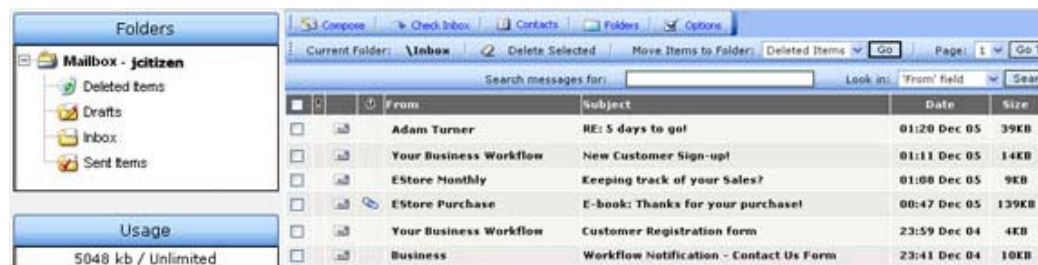 Folders
Mailbox - jcitizen
Deleted Items
Drafts
Inbox
Sent Items
Usage
5048 kb / Unlimited
Compose Check Inbox Contacts Folders Options
Current Folder: \Inbox Delete Selected Move Items to Folder: Deleted Items Go Page: 1 Go
Search messages for: Look in: 'From' field Sear
From Subject Date Size
Adam Turner RE: 5 days to go! 01:20 Dec 05 39KB
Your Business Workflow New Customer Sign-up! 01:11 Dec 05 14KB
EStore Monthly Keeping track of your Sales? 01:08 Dec 05 9KB
EStore Purchase E-book: Thanks for your purchase! 00:47 Dec 05 139KB
Your Business Workflow Customer Registration form 23:59 Dec 04 4KB
Business Workflow Notification - Contact Us Form 23:41 Dec 04 10KB